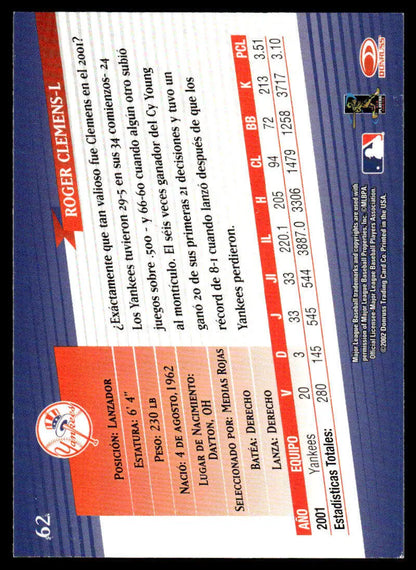 62
Yankees
ROGER CLEMENS-L
POSICIÓN: LANZADOR
ESTATURA: 6' 4"
PESO: 230 LB
NACIÓ: 4 DE AGOSTO, 1962
LUGAR DE NACIMIENTO:
DAYTON, OH
SELECCIONADO POR: MEDIAS ROJAS
BATÉA: DERECHO
LANZA: DERECHO
¿Exáctamente que tan valioso fue Clemens en el 2001?
Los Yankees tuvieron 29-5 en sus 34 comienzos- 24
juegos sobre .500 - y 66-60 cuando algún otro subió
al montículo. El séis veces ganador del Cy Young
gano 20 de sus primeras 21 decisiones y tuvo un
récord de 8-1 cuando lanzó después de que los
Yankees perdieron.
AÑO EQUIPO V D J JI IL H CL BB K PCL
2001 Yankees 20 3 33 33 220.1 205 94 72 213 3.51
Estadísticas Totales: 280 145 545 544 3887.0 3306 1479 1258 3717 3.10
Major League Baseball trademarks and copyrights are used with
permission of Major League Baseball Properties, Inc. ©MLBPA
Official Licensee-Major League Baseball Players Association
©2002 Donruss Trading Card Co. Printed in the USA.
DONRUSS